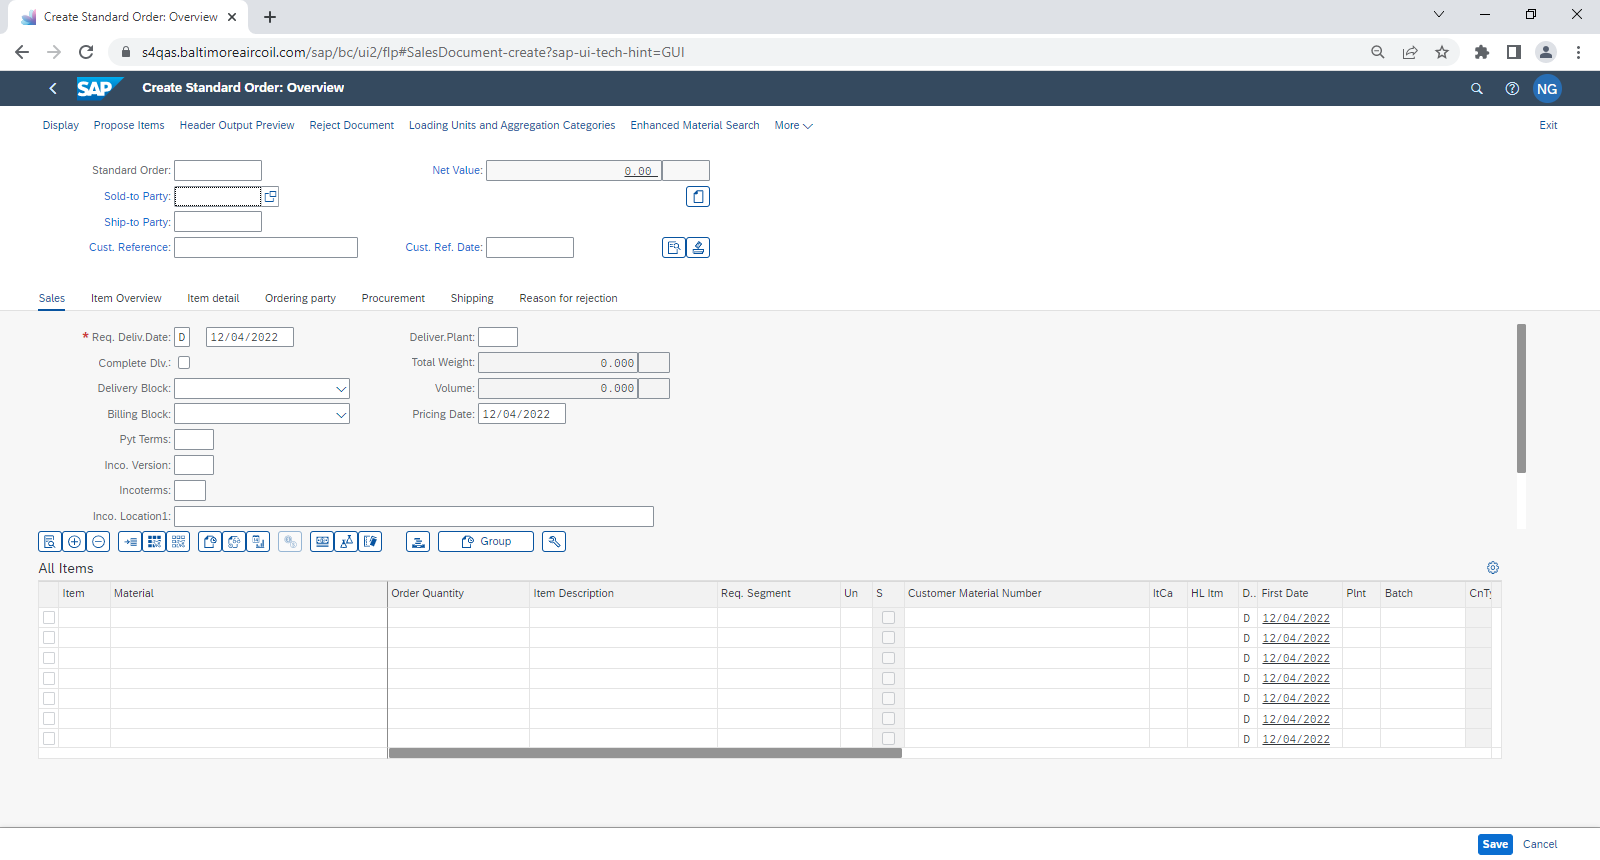 Create Standard Order: Overview
s4qas.baltimoreaircoil.com/sap/bc/ui2/flp#SalesDocument-create?sap-ui-tech-hint=GUI
SAP Create Standard Order: Overview NG
Display Propose Items Header Output Preview Reject Document Loading Units and Aggregation Categories Enhanced Material Search More Exit
Standard Order: Net Value: 0.00
Sold-to Party:
Ship-to Party:
Cust. Reference: Cust. Ref. Date:
Sales Item Overview Item detail Ordering party Procurement Shipping Reason for rejection
* Req. Deliv.Date: D 12/04/2022 Deliver.Plant:
Complete Dlv.: Total Weight: 0.000
Delivery Block: Volume: 0.000
Billing Block: Pricing Date: 12/04/2022
Pyt Terms:
Inco. Version:
Incoterms:
Inco. Location1:
Group
All Items
Item Material Order Quantity Item Description Req. Segment Un S Customer Material Number ItCa HL Itm D.. First Date Plnt Batch CnTy
D 12/04/2022
D 12/04/2022
D 12/04/2022
D 12/04/2022
D 12/04/2022
D 12/04/2022
D 12/04/2022
Save Cancel